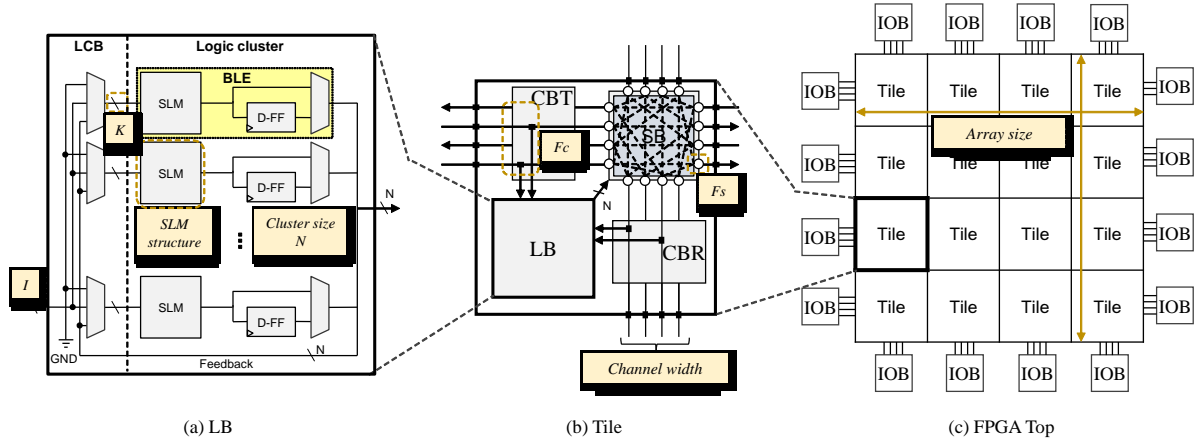 LCB
Logic cluster
BLE
SLM
D-FF
K
SLM
D-FF
N
SLM
structure
Cluster size
N
I
SLM
D-FF
GND
Feedback
N
(a) LB
CBT
SB
Fc
Fs
N
LB
CBR
Channel width
(b) Tile
IOB IOB IOB IOB
IOB Tile Tile Tile Tile IOB
Array size
IOB Tile Tile Tile Tile IOB
IOB Tile Tile Tile Tile IOB
IOB Tile Tile Tile Tile IOB
IOB IOB IOB IOB
(c) FPGA Top